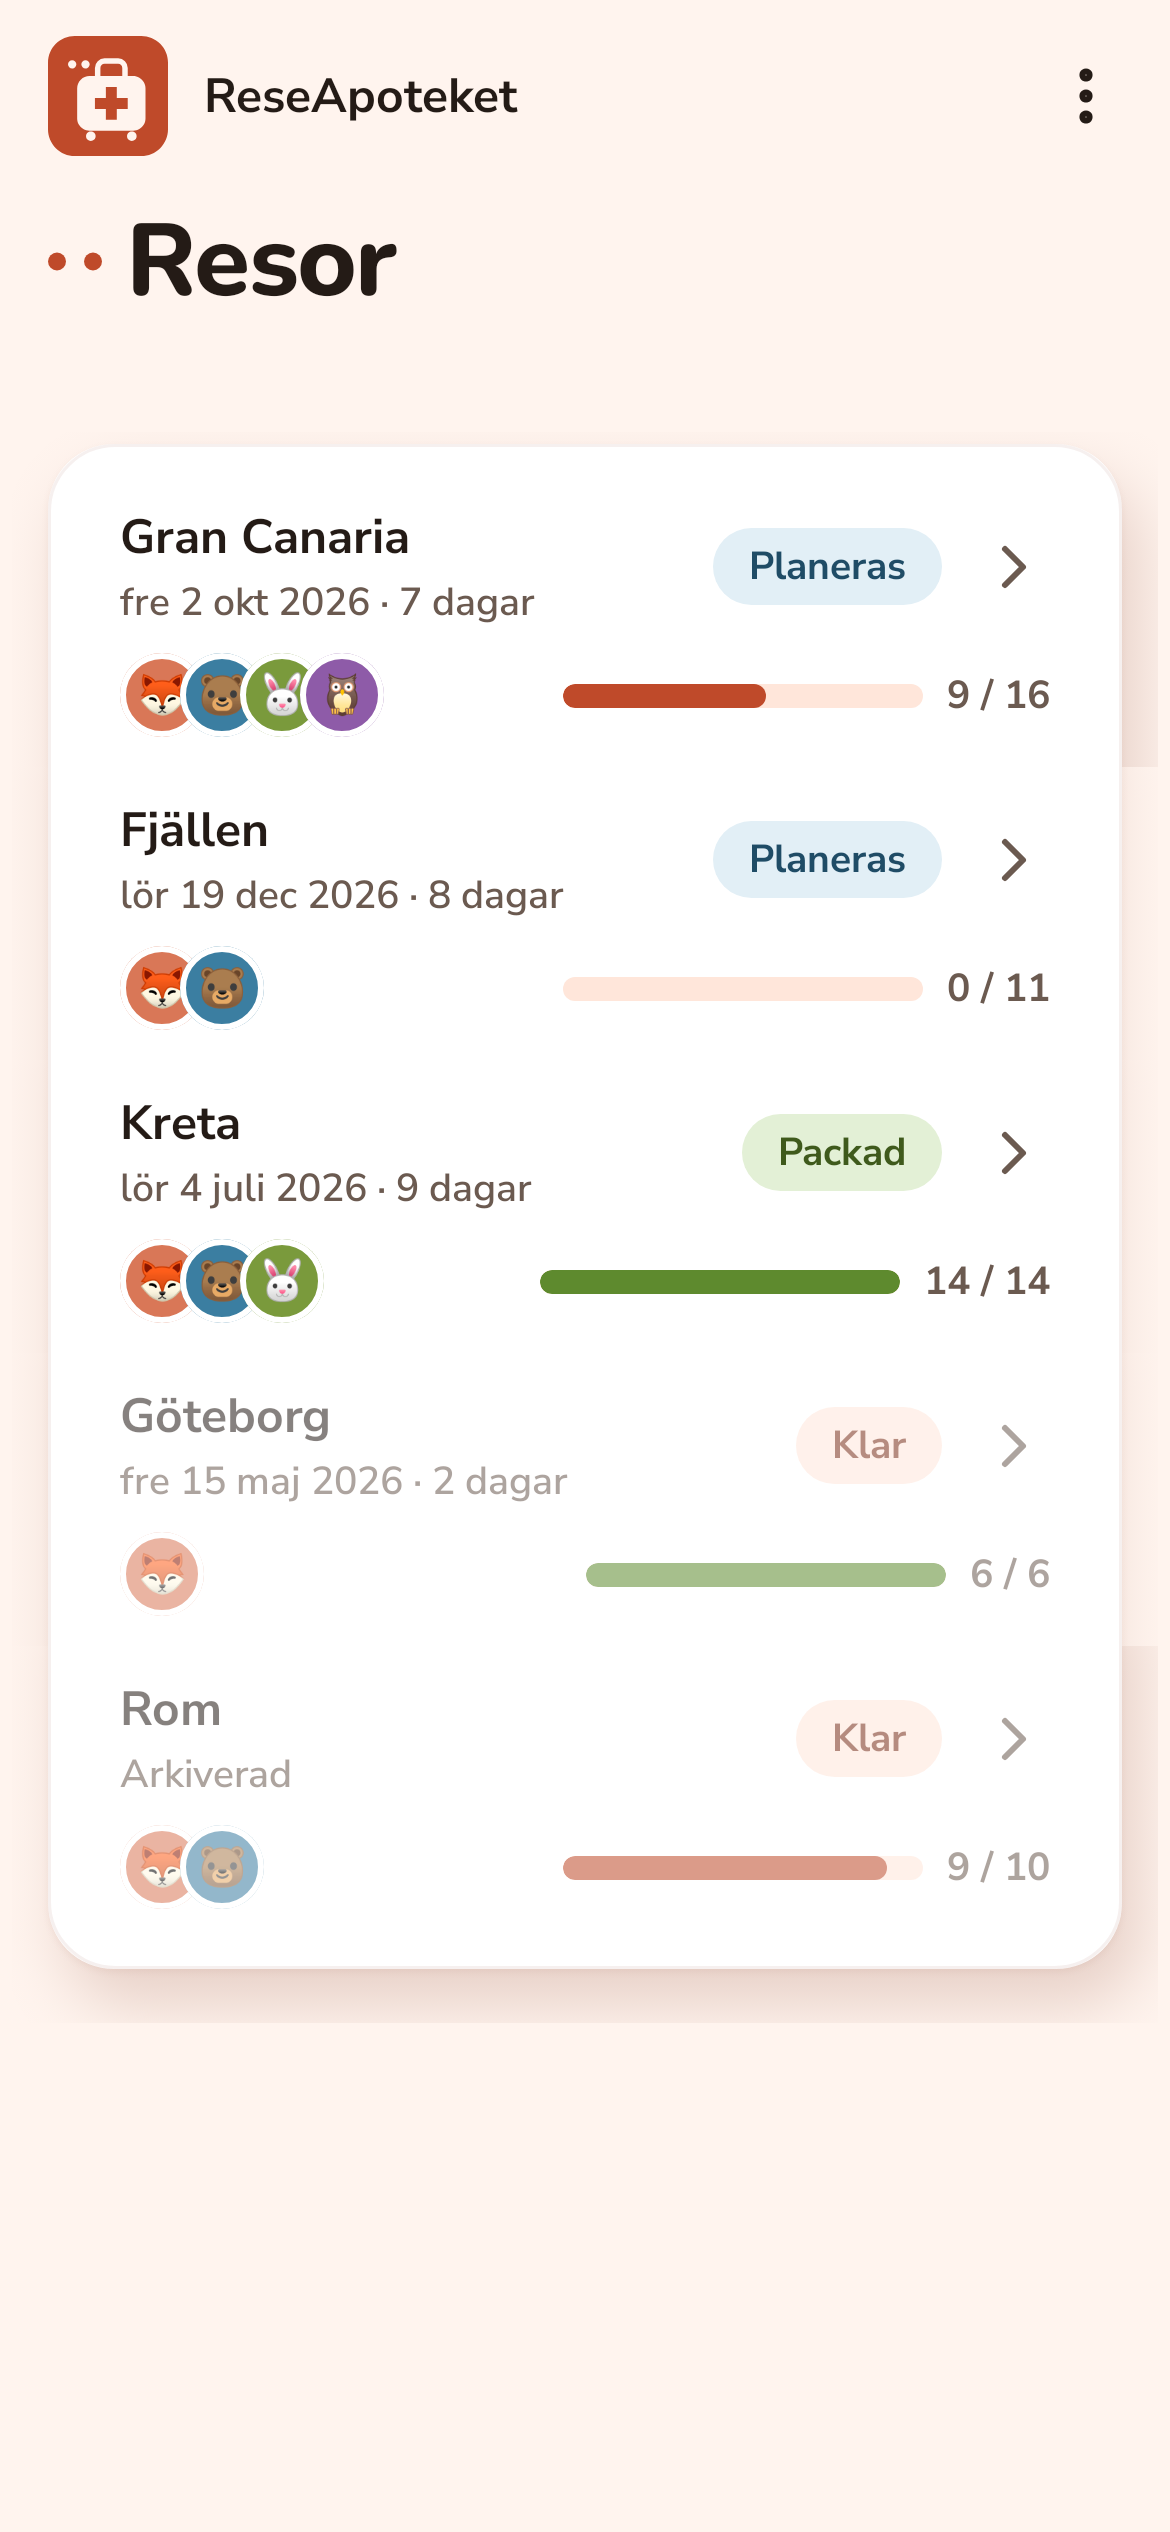 ReseApoteket
Resor
Gran Canaria
Planeras
fre 2 okt 2026 · 7 dagar
9 / 16
Fjällen
Planeras
lör 19 dec 2026 · 8 dagar
0 / 11
Kreta
Packad
lör 4 juli 2026 · 9 dagar
14 / 14
Göteborg
Klar
fre 15 maj 2026 · 2 dagar
6 / 6
Rom
Klar
Arkiverad
9 / 10